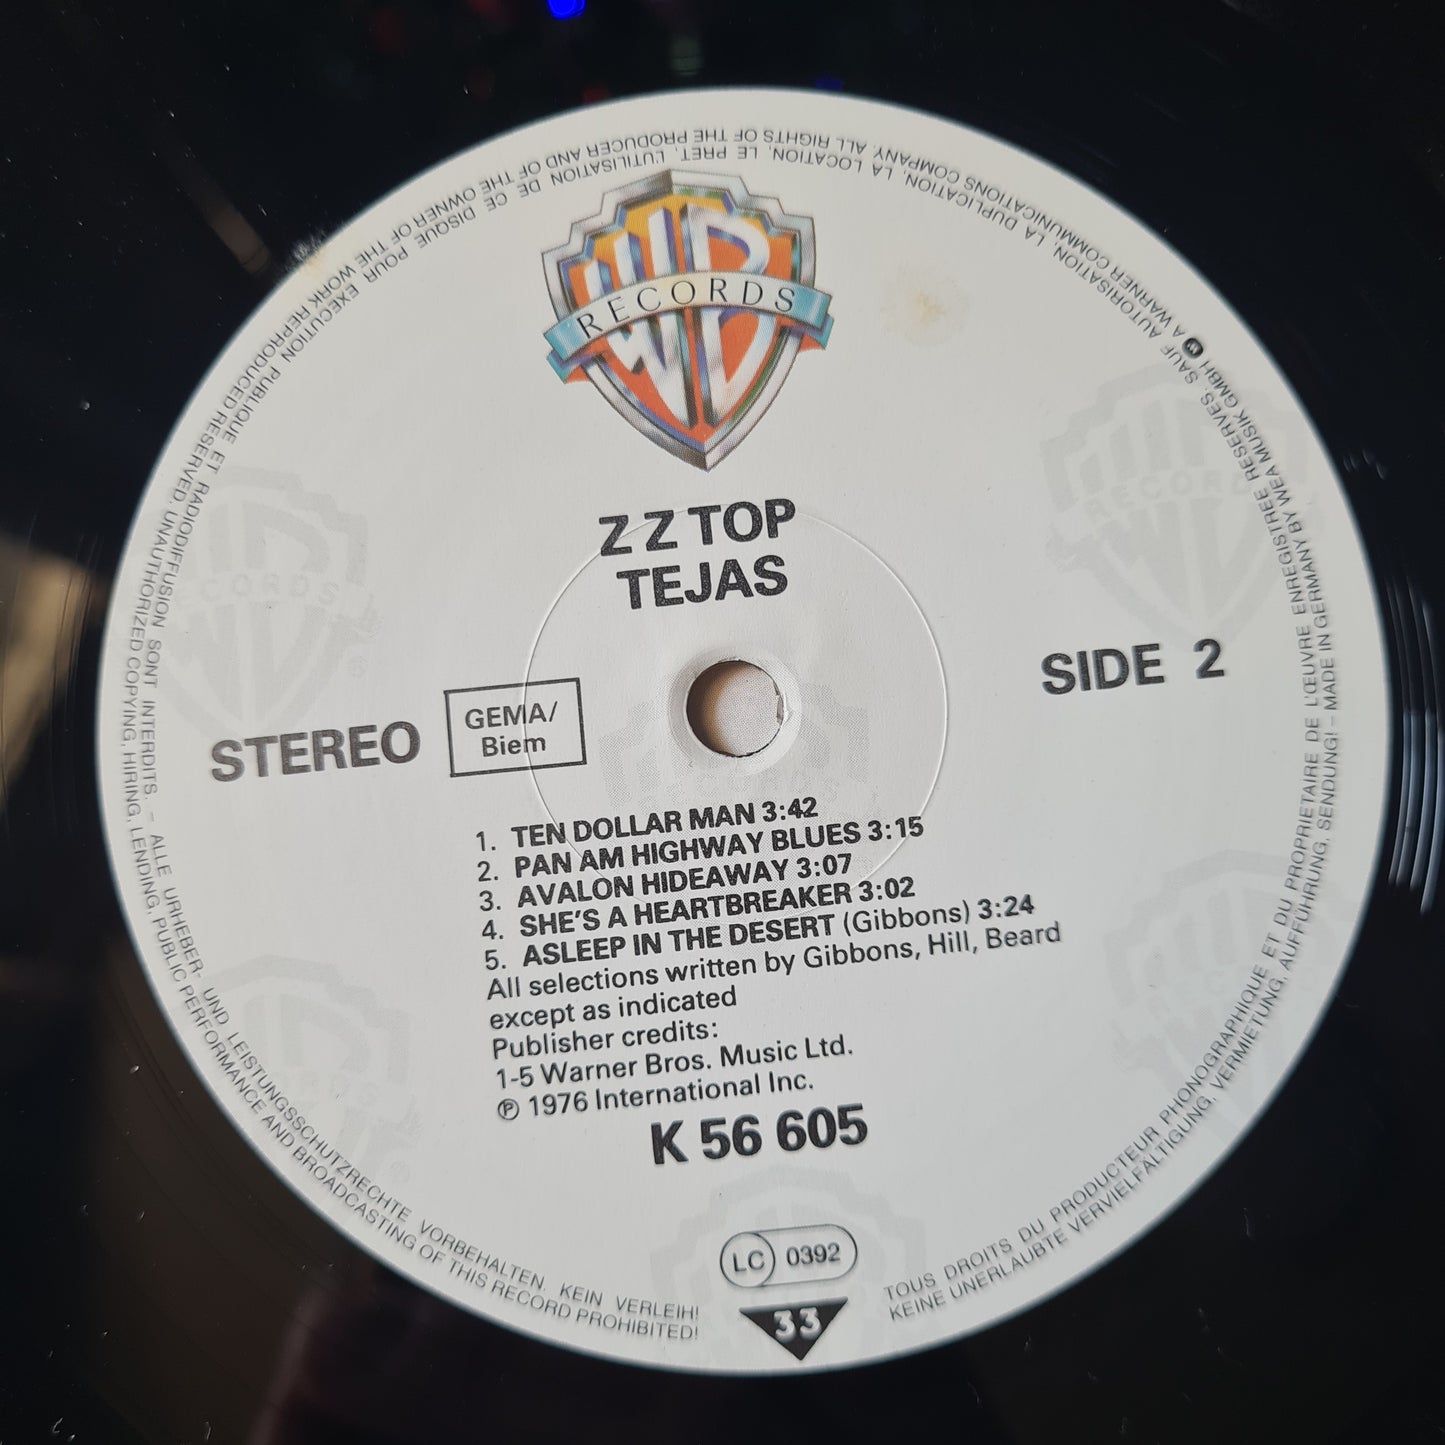 WB
RECORDS
Z Z TOP
TEJAS
STEREO
GEMA/
Biem
SIDE 2
1. TEN DOLLAR MAN 3:42
2. PAN AM HIGHWAY BLUES 3:15
3. AVALON HIDEAWAY 3:07
4. SHE'S A HEARTBREAKER 3:02
5. ASLEEP IN THE DESERT (Gibbons) 3:24
All selections written by Gibbons, Hill, Beard
except as indicated
Publisher credits:
1-5 Warner Bros. Music Ltd.
℗ 1976 International Inc.
K 56 605
LC 0392
33
TOUS DROITS DU PRODUCTEUR PHONOGRAPHIQUE ET DU PROPRIETAIRE DE L'ŒUVRE ENREGISTREE RESERVES. SAUF AUTORISATION, LA DUPLICATION, LA LOCATION, LE PRET, L'UTILISATION DE CE DISQUE POUR EXECUTION PUBLIQUE ET RADIODIFFUSION SONT INTERDITS. – ALLE URHEBER- UND LEISTUNGSSCHUTZRECHTE VORBEHALTEN. KEIN VERLEIH!
KEINE UNERLAUBTE VERVIELFÄLTIGUNG, VERMIETUNG, AUFFÜHRUNG, SENDUNG! – MADE IN GERMANY BY WEA MUSIK GMBH A WARNER COMMUNICATIONS COMPANY. ALL RIGHTS OF THE PRODUCER AND OF THE OWNER OF THE WORK REPRODUCED RESERVED. UNAUTHORIZED COPYING, HIRING, LENDING, PUBLIC PERFORMANCE AND BROADCASTING OF THIS RECORD PROHIBITED!